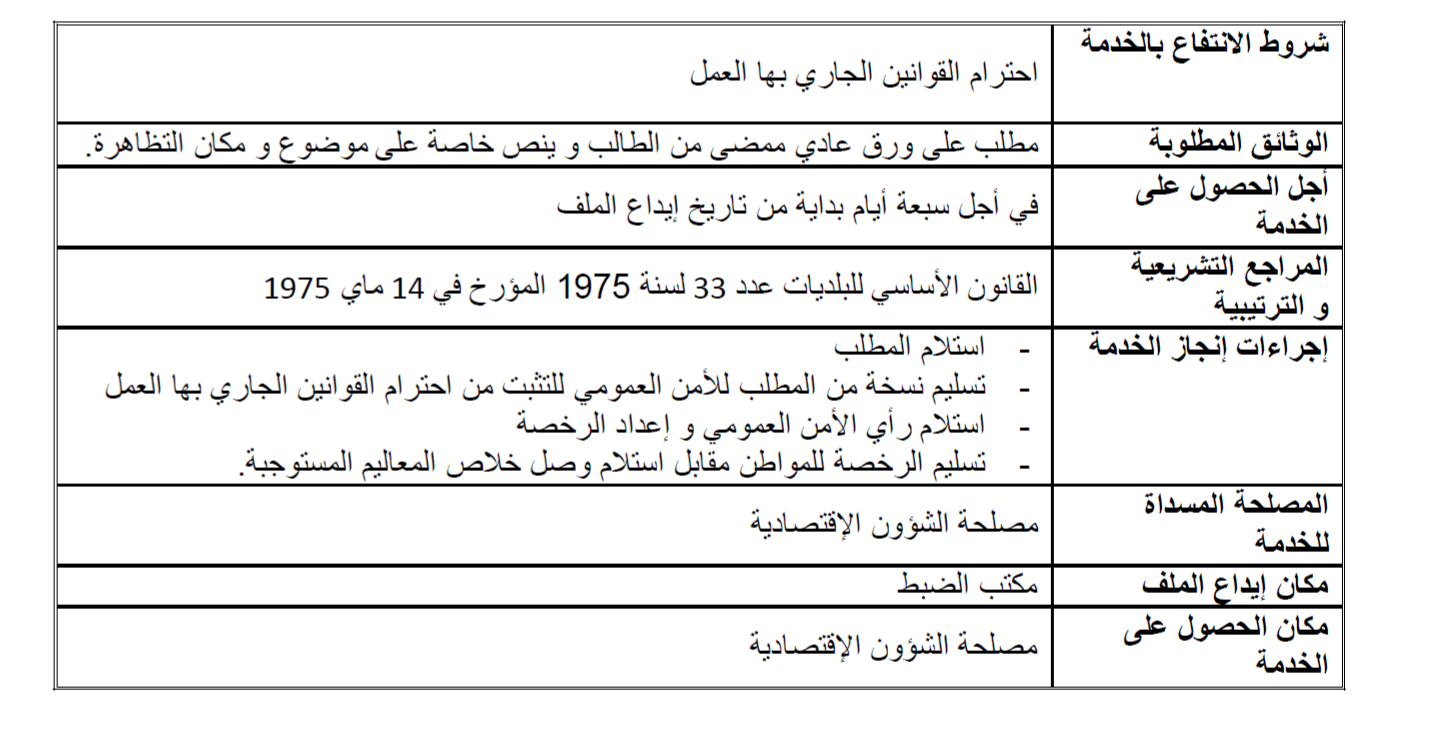 شروط الانتفاع بالخدمة
احترام القوانين الجاري بها العمل
الوثائق المطلوبة
مطلب على ورق عادي ممضى من الطالب و ينص خاصة على موضوع و مكان التظاهرة.
أجل الحصول على
الخدمة
في أجل سبعة أيام بداية من تاريخ إيداع الملف
المراجع التشريعية
و الترتيبية
القانون الأساسي للبلديات عدد 33 لسنة 1975 المؤرخ في 14 ماي 1975
إجراءات إنجاز الخدمة
- استلام المطلب
- تسليم نسخة من المطلب للأمن العمومي للتثبت من احترام القوانين الجاري بها العمل
- استلام رأي الأمن العمومي و إعداد الرخصة
- تسليم الرخصة للمواطن مقابل استلام وصل خلاص المعاليم المستوجبة.
المصلحة المسداة
للخدمة
مصلحة الشؤون الإقتصادية
مكان إيداع الملف
مكتب الضبط
مكان الحصول على
الخدمة
مصلحة الشؤون الإقتصادية